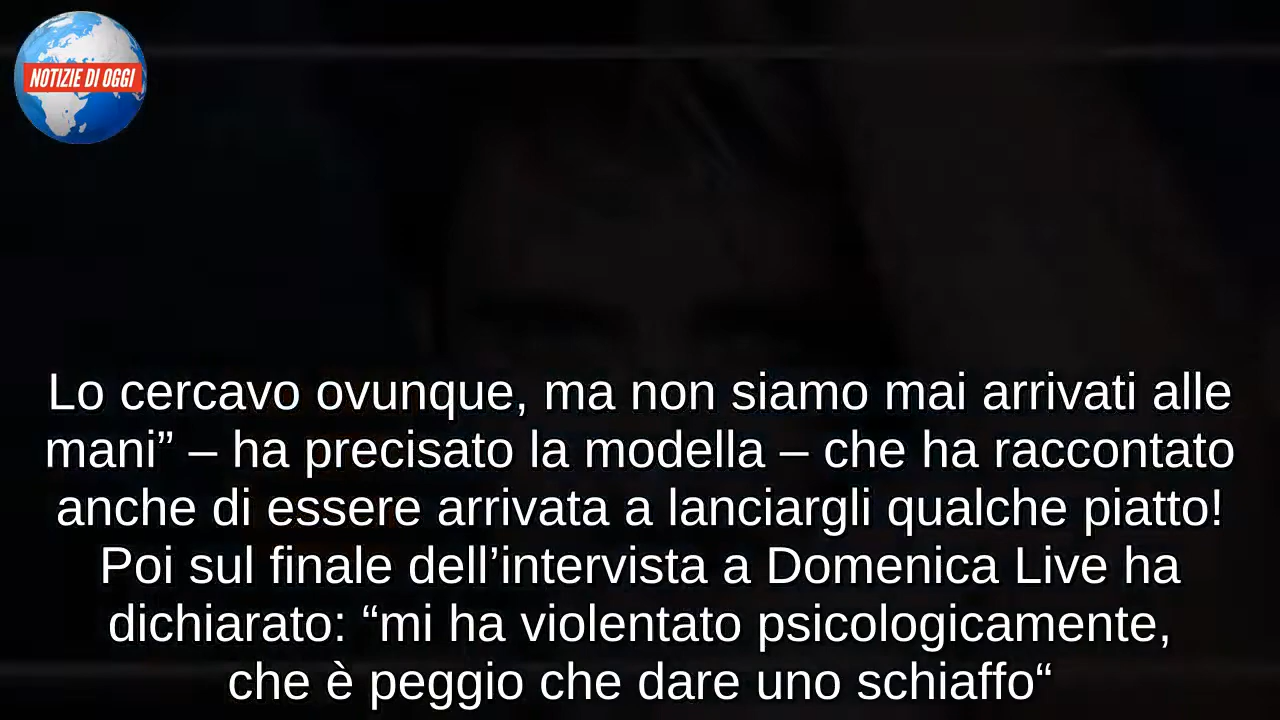 NOTIZIE DI OGGI
Lo cercavo ovunque, ma non siamo mai arrivati alle
mani” – ha precisato la modella – che ha raccontato
anche di essere arrivata a lanciargli qualche piatto!
Poi sul finale dell’intervista a Domenica Live ha
dichiarato: “mi ha violentato psicologicamente,
che è peggio che dare uno schiaffo“